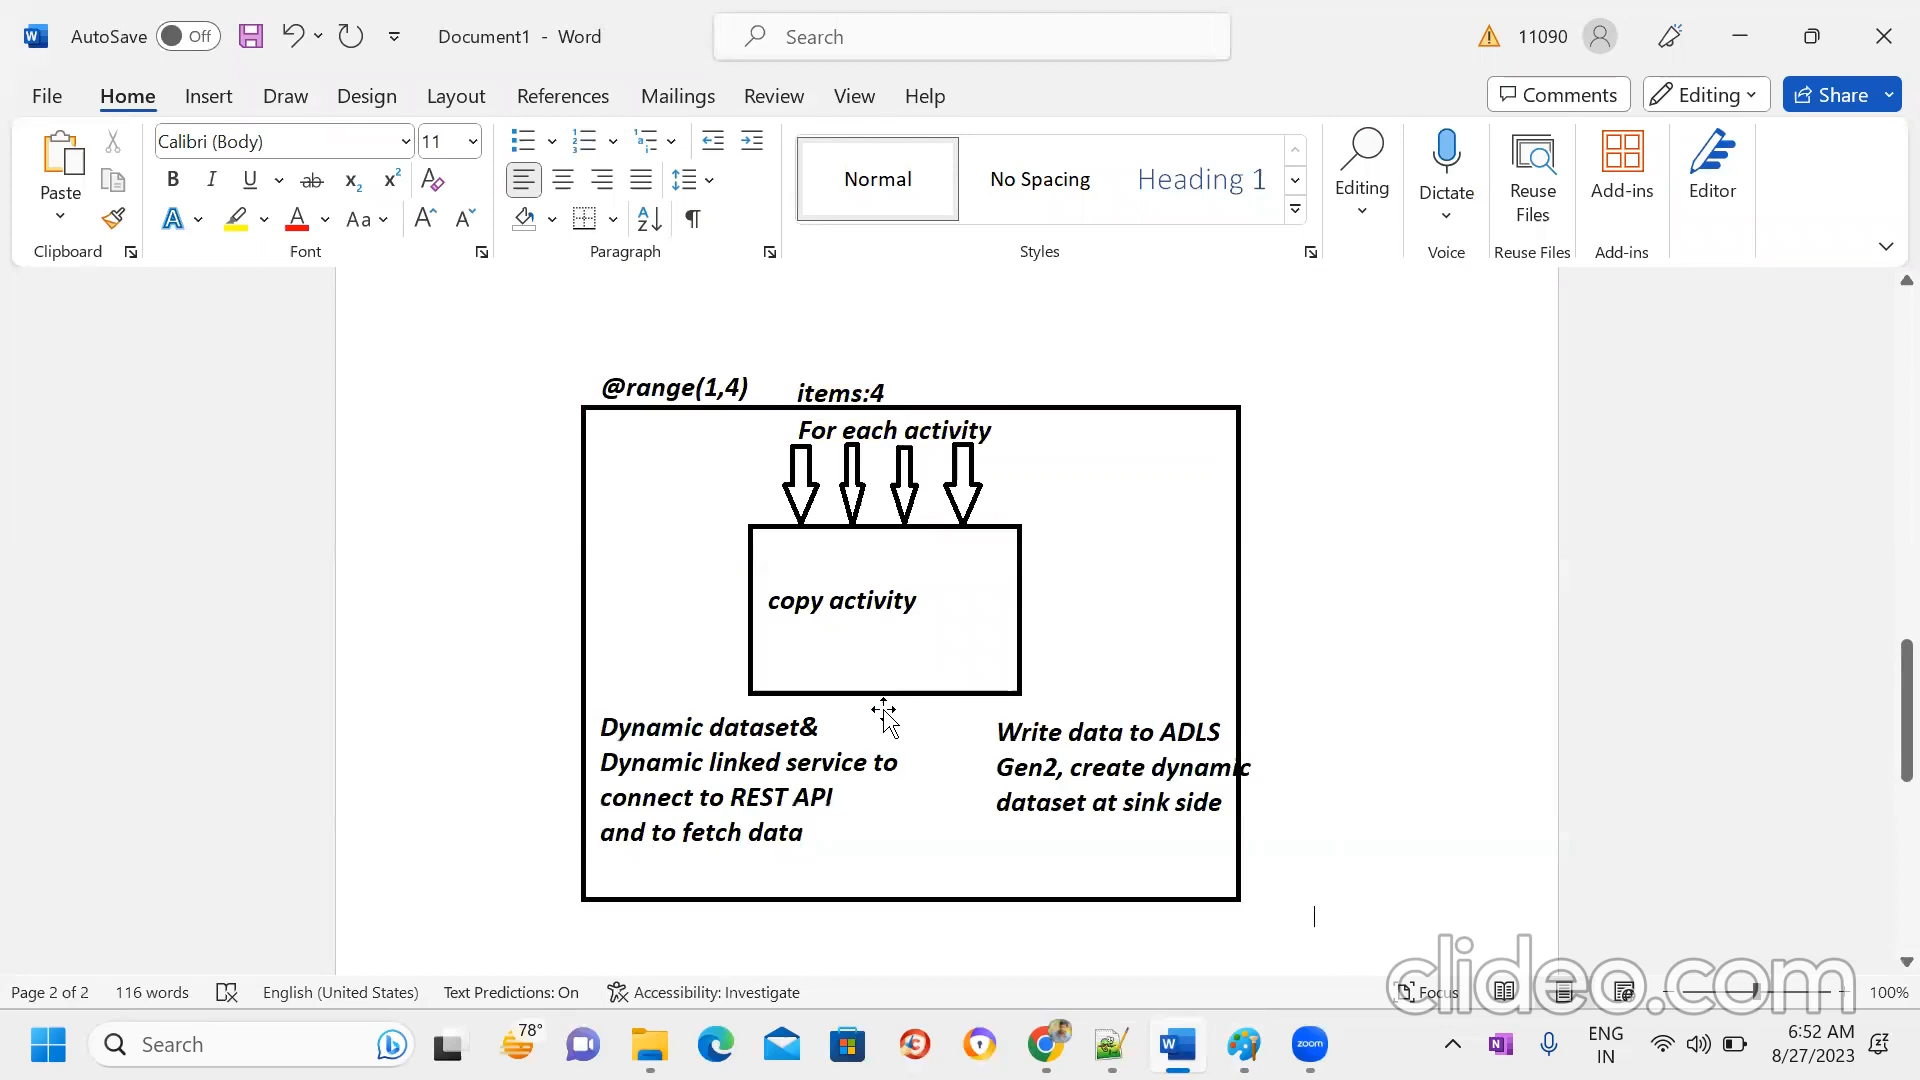 AutoSave Off Document1 - Word Search 11090
File Home Insert Draw Design Layout References Mailings Review View Help Comments Editing Share
Paste Calibri (Body) 11 Normal No Spacing Heading 1 Editing Dictate Reuse Files Add-ins Editor
B I U ab x2 x2 A
A A Aa A A
Clipboard Font Paragraph Styles Voice Reuse Files Add-ins
@range(1,4) items:4
For each activity
copy activity
Dynamic dataset&
Dynamic linked service to
connect to REST API
and to fetch data
Write data to ADLS
Gen2, create dynamic
dataset at sink side
clideo.com
Page 2 of 2 116 words English (United States) Text Predictions: On Accessibility: Investigate Focus 100%
Search 78° zoom ENG IN 6:52 AM
8/27/2023